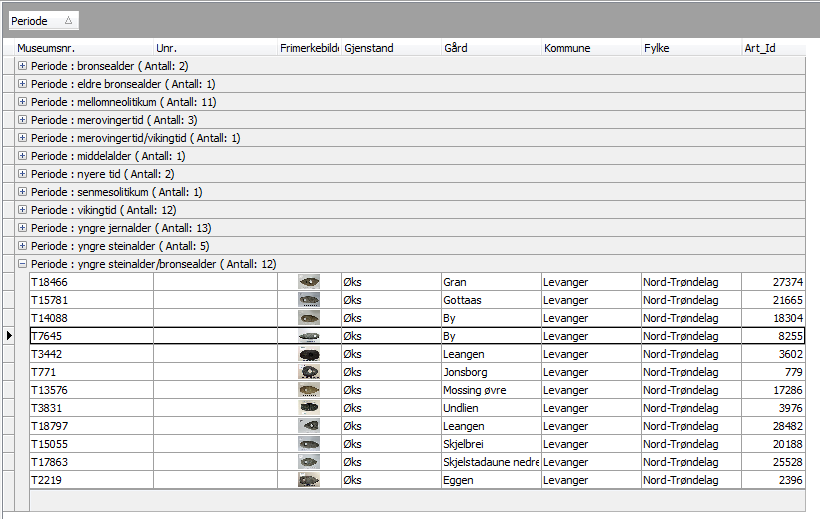 Periode
Museumsnr. Unr. Frimerkebilde Gjenstand Gård Kommune Fylke Art_Id
Periode : bronsealder ( Antall: 2)
Periode : eldre bronsealder ( Antall: 1)
Periode : mellomneolitikum ( Antall: 11)
Periode : merovingertid ( Antall: 3)
Periode : merovingertid/vikingtid ( Antall: 1)
Periode : middelalder ( Antall: 1)
Periode : nyere tid ( Antall: 2)
Periode : senmesolitikum ( Antall: 1)
Periode : vikingtid ( Antall: 12)
Periode : yngre jernalder ( Antall: 13)
Periode : yngre steinalder ( Antall: 5)
Periode : yngre steinalder/bronsealder ( Antall: 12)
T18466 Øks Gran Levanger Nord-Trøndelag 27374
T15781 Øks Gottaas Levanger Nord-Trøndelag 21665
T14088 Øks By Levanger Nord-Trøndelag 18304
T7645 Øks By Levanger Nord-Trøndelag 8255
T3442 Øks Leangen Levanger Nord-Trøndelag 3602
T771 Øks Jonsborg Levanger Nord-Trøndelag 779
T13576 Øks Mossing øvre Levanger Nord-Trøndelag 17286
T3831 Øks Undlien Levanger Nord-Trøndelag 3976
T18797 Øks Leangen Levanger Nord-Trøndelag 28482
T15055 Øks Skjelbrei Levanger Nord-Trøndelag 20188
T17863 Øks Skjelstadaune nedre Levanger Nord-Trøndelag 25528
T2219 Øks Eggen Levanger Nord-Trøndelag 2396